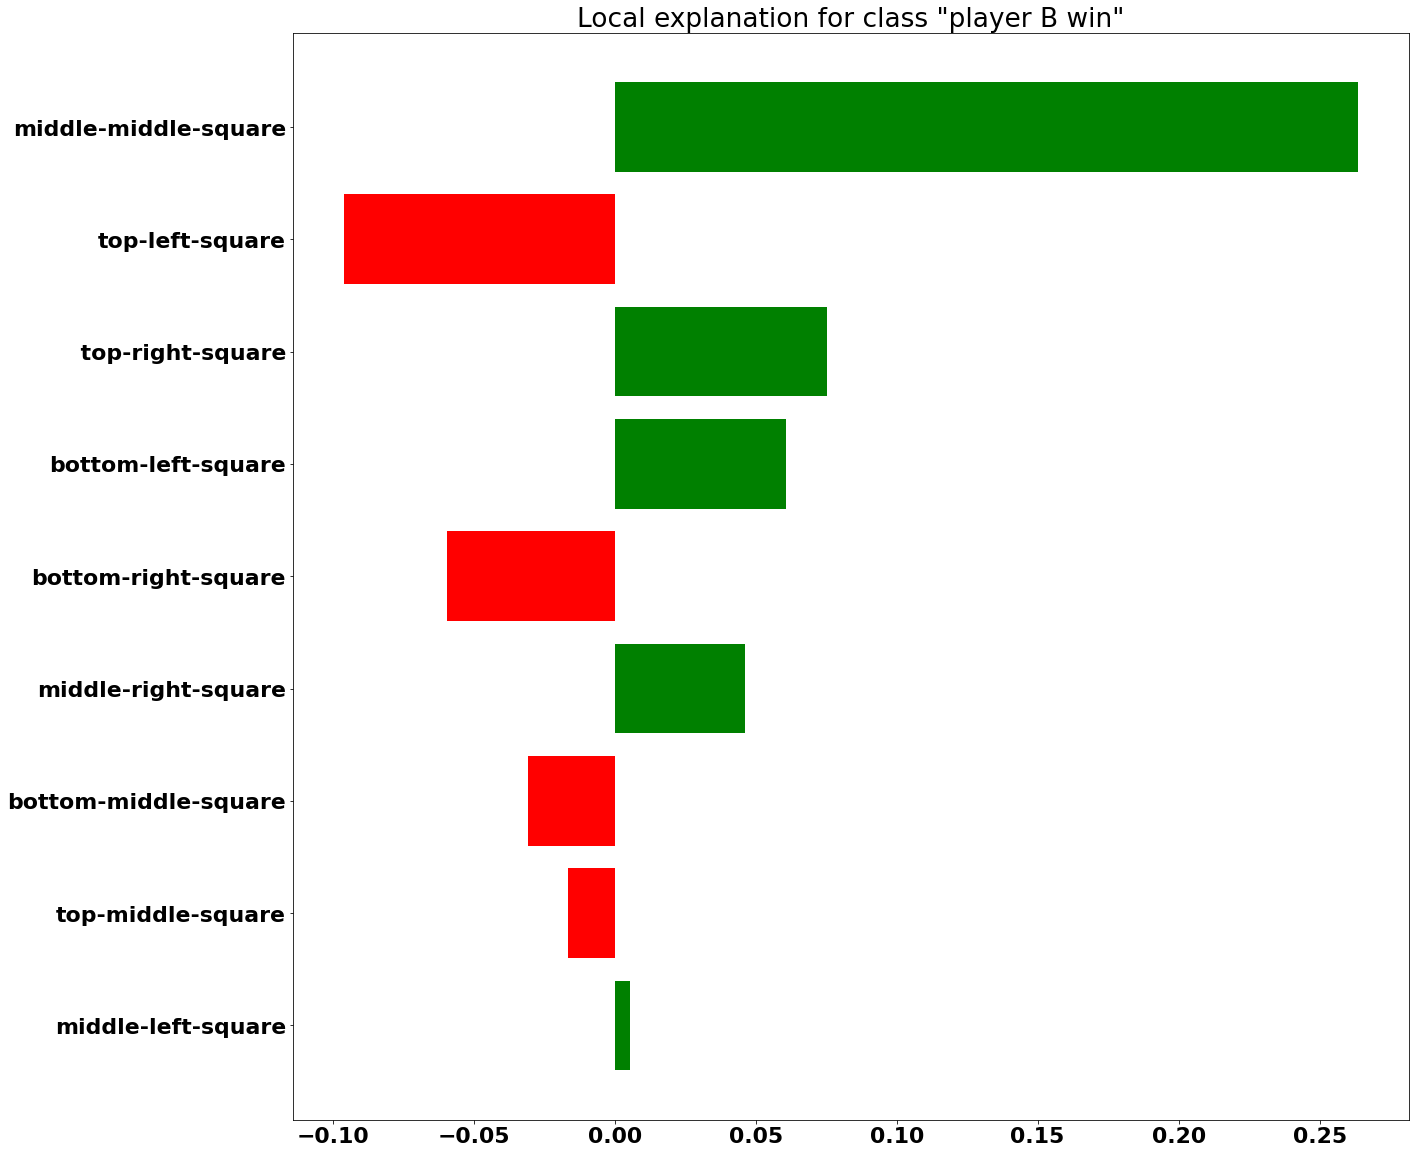 Local explanation for class "player B win"
middle-middle-square
top-left-square
top-right-square
bottom-left-square
bottom-right-square
middle-right-square
bottom-middle-square
top-middle-square
middle-left-square
−0.10 −0.05 0.00 0.05 0.10 0.15 0.20 0.25